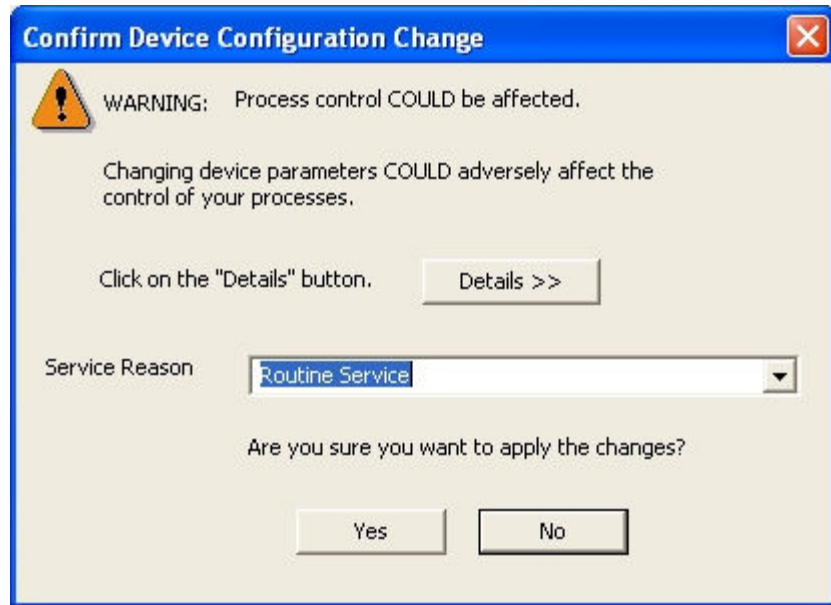 Confirm Device Configuration Change
WARNING: Process control COULD be affected.
Changing device parameters COULD adversely affect the
control of your processes.
Click on the "Details" button. Details >>
Service Reason Routine Service
Are you sure you want to apply the changes?
Yes No